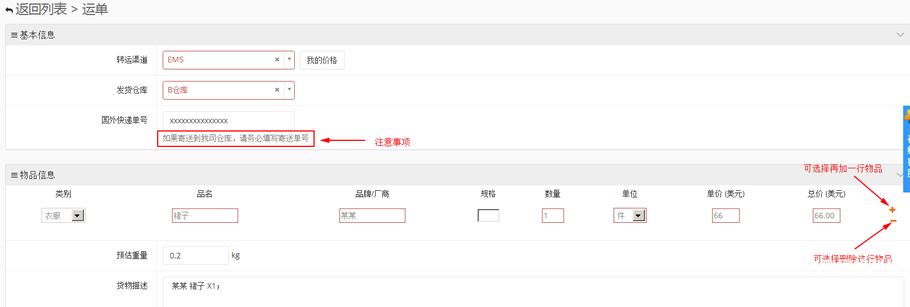 返回列表 > 运单
基本信息
转运渠道 EMS × 我的价格
发货仓库 B仓库 ×
国外快递单号 xxxxxxxxxxxxxx
如果寄送到我司仓库，请务必填写寄送单号 注意事项
物品信息
可选择再加一行物品
类别 品名 品牌/厂商 规格 数量 单位 单价 (美元) 总价 (美元)
衣服 裙子 某某 1 件 66 66.00
+
−
预估重量 0.2 kg
可选择删除该行物品
货物描述 某某 裙子 X1;